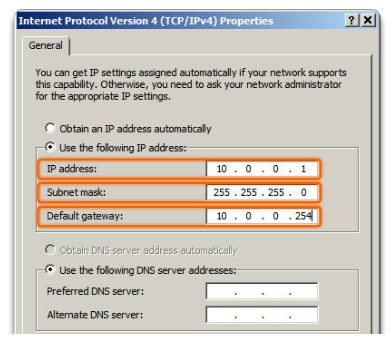 Internet Protocol Version 4 (TCP/IPv4) Properties ? X
General
You can get IP settings assigned automatically if your network supports
this capability. Otherwise, you need to ask your network administrator
for the appropriate IP settings.
Obtain an IP address automatically
Use the following IP address:
IP address: 10 . 0 . 0 . 1
Subnet mask: 255 . 255 . 255 . 0
Default gateway: 10 . 0 . 0 . 254
Obtain DNS server address automatically
Use the following DNS server addresses:
Preferred DNS server: . . .
Alternate DNS server: . . .